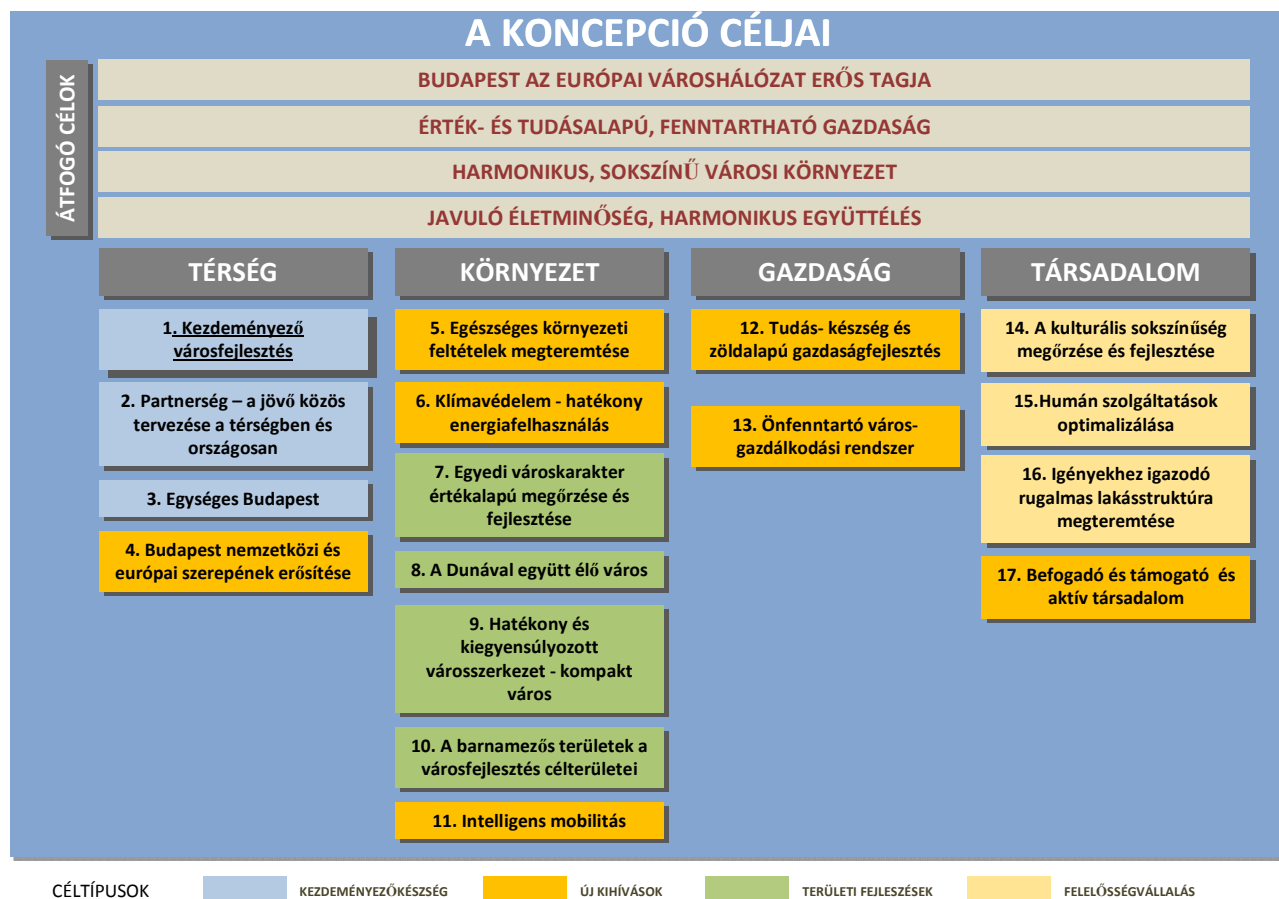 A KONCEPCIÓ CÉLJAI
ÁTFOGÓ CÉLOK
BUDAPEST AZ EURÓPAI VÁROSHÁLÓZAT ERŐS TAGJA
ÉRTÉK- ÉS TUDÁSALAPÚ, FENNTARTHATÓ GAZDASÁG
HARMONIKUS, SOKSZÍNŰ VÁROSI KÖRNYEZET
JAVULÓ ÉLETMINŐSÉG, HARMONIKUS EGYÜTTÉLÉS
TÉRSÉG
1. Kezdeményező
városfejlesztés
2. Partnerség – a jövő közös
tervezése a térségben és
országosan
3. Egységes Budapest
4. Budapest nemzetközi és
európai szerepének erősítése
KÖRNYEZET
5. Egészséges környezeti
feltételek megteremtése
6. Klímavédelem - hatékony
energiafelhasználás
7. Egyedi városkarakter
értékalapú megőrzése és
fejlesztése
8. A Dunával együtt élő város
9. Hatékony és
kiegyensúlyozott
városszerkezet - kompakt
város
10. A barnamezős területek a
városfejlesztés célterületei
11. Intelligens mobilitás
GAZDASÁG
12. Tudás- készség és
zöldalapú gazdaságfejlesztés
13. Önfenntartó város-
gazdálkodási rendszer
TÁRSADALOM
14. A kulturális sokszínűség
megőrzése és fejlesztése
15.Humán szolgáltatások
optimalizálása
16. Igényekhez igazodó
rugalmas lakásstruktúra
megteremtése
17. Befogadó és támogató és
aktív társadalom
CÉLTÍPUSOK
KEZDEMÉNYEZŐKÉSZSÉG
ÚJ KIHÍVÁSOK
TERÜLETI FEJLESZÉSEK
FELELŐSSÉGVÁLLALÁS